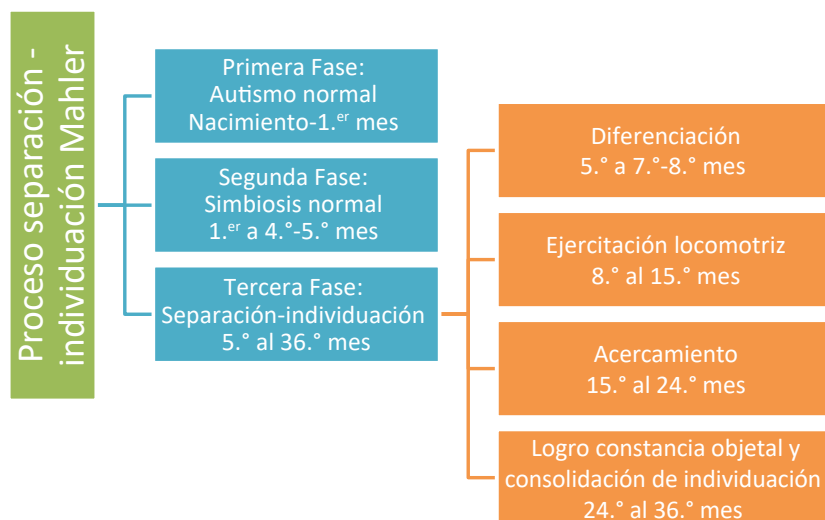 Proceso separación -
individuación Mahler
Primera Fase:
Autismo normal
Nacimiento-1.er mes
Segunda Fase:
Simbiosis normal
1.er a 4.°-5.° mes
Tercera Fase:
Separación-individuación
5.° al 36.° mes
Diferenciación
5.° a 7.°-8.° mes
Ejercitación locomotriz
8.° al 15.° mes
Acercamiento
15.° al 24.° mes
Logro constancia objetal y
consolidación de individuación
24.° al 36.° mes